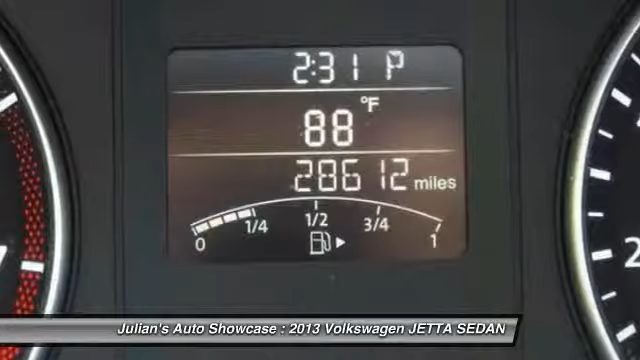 2:31 P
°F
88
28612 miles
0 1/4 1/2 3/4 1
2
Julian's Auto Showcase : 2013 Volkswagen JETTA SEDAN